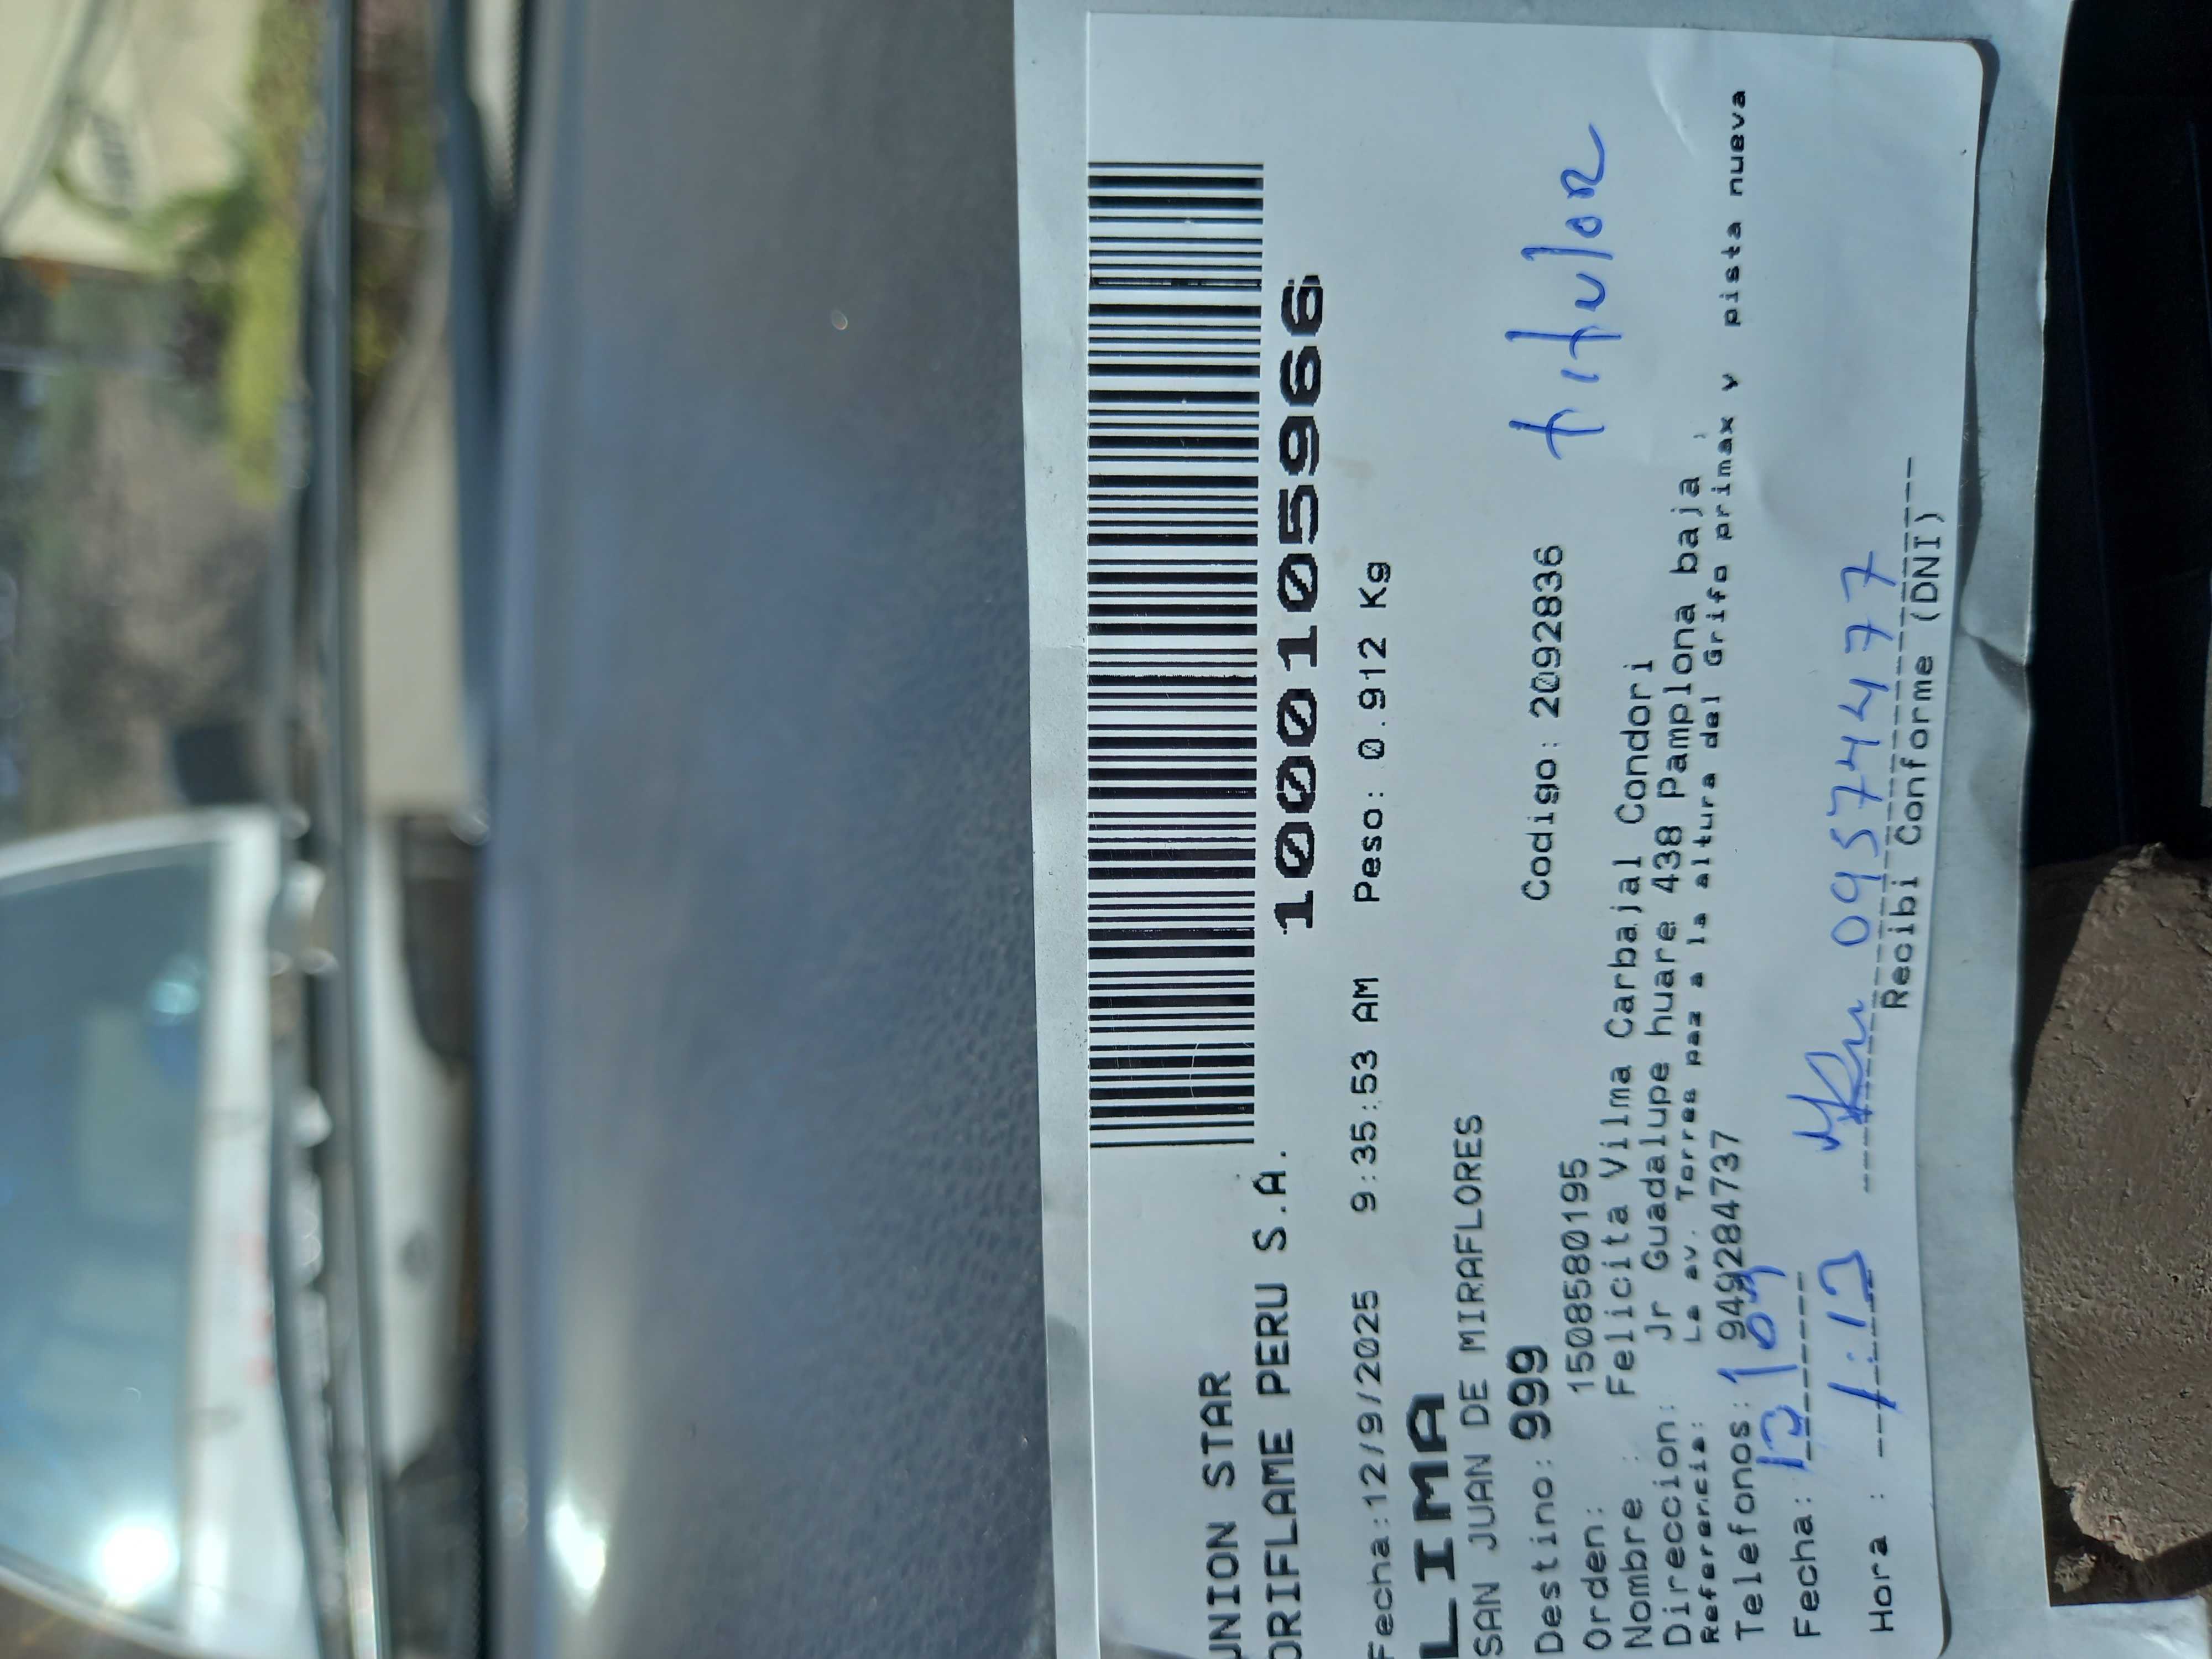 UNION STAR
ORIFLAME PERU S.A.
1000105966
Fecha:12/9/2025 9:35:53 AM Peso: 0.912 Kg
LIMA
SAN JUAN DE MIRAFLORES
Destino: 999 Codigo: 2092836
titular
Orden: 1508580195
Nombre : Felicita Vilma Carbajal Condori
Direccion: Jr Guadalupe huare 438 Pamplona baja
Referencia: La av. Torres paz a la altura del Grifo primax y pista nueva
Telefonos: 949284737
Fecha: 12/09
Hora : 1:12 09574477
Recibi Conforme (DNI)